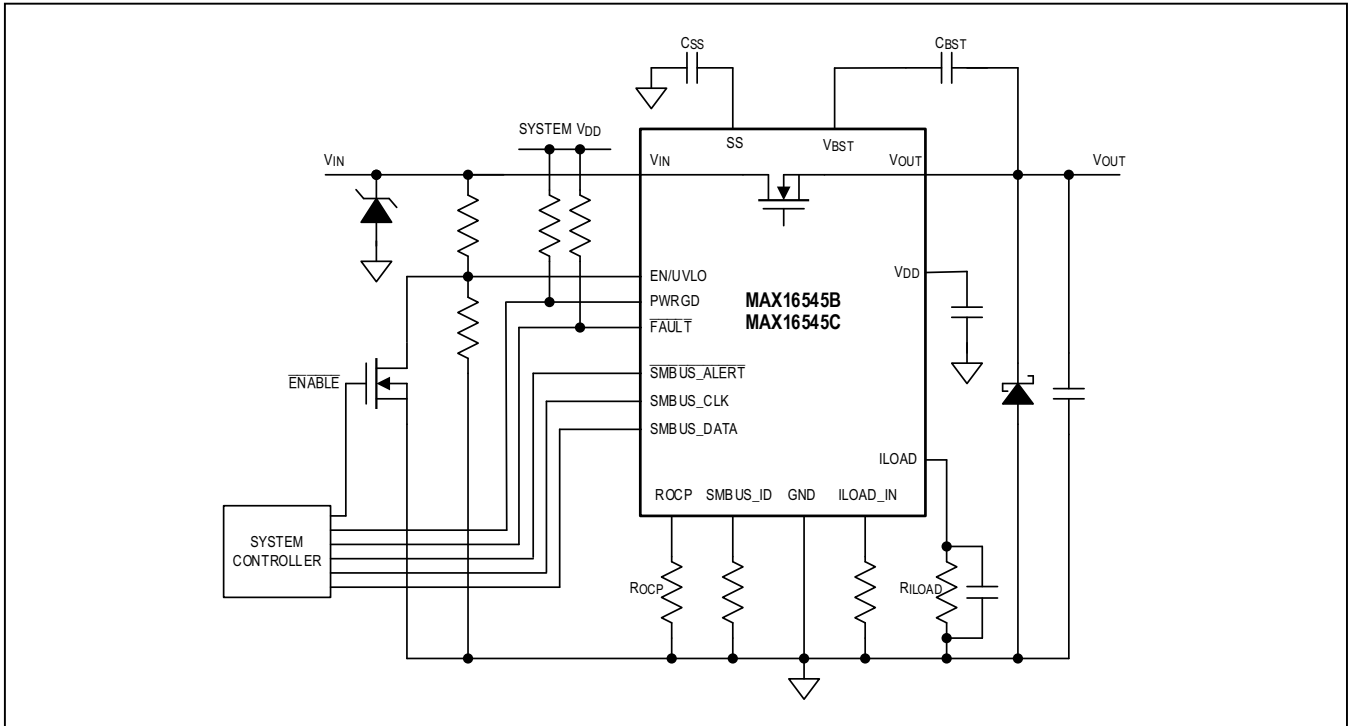 CSS
CBST
SYSTEM VDD
VIN
VIN
SS
VBST
VOUT
VOUT
EN/UVLO
PWRGD
FAULT
VDD
MAX16545B
MAX16545C
ENABLE
SMBUS_ALERT
SMBUS_CLK
SMBUS_DATA
ILOAD
ROCP
SMBUS_ID
GND
ILOAD_IN
SYSTEM
CONTROLLER
ROCP
RILOAD